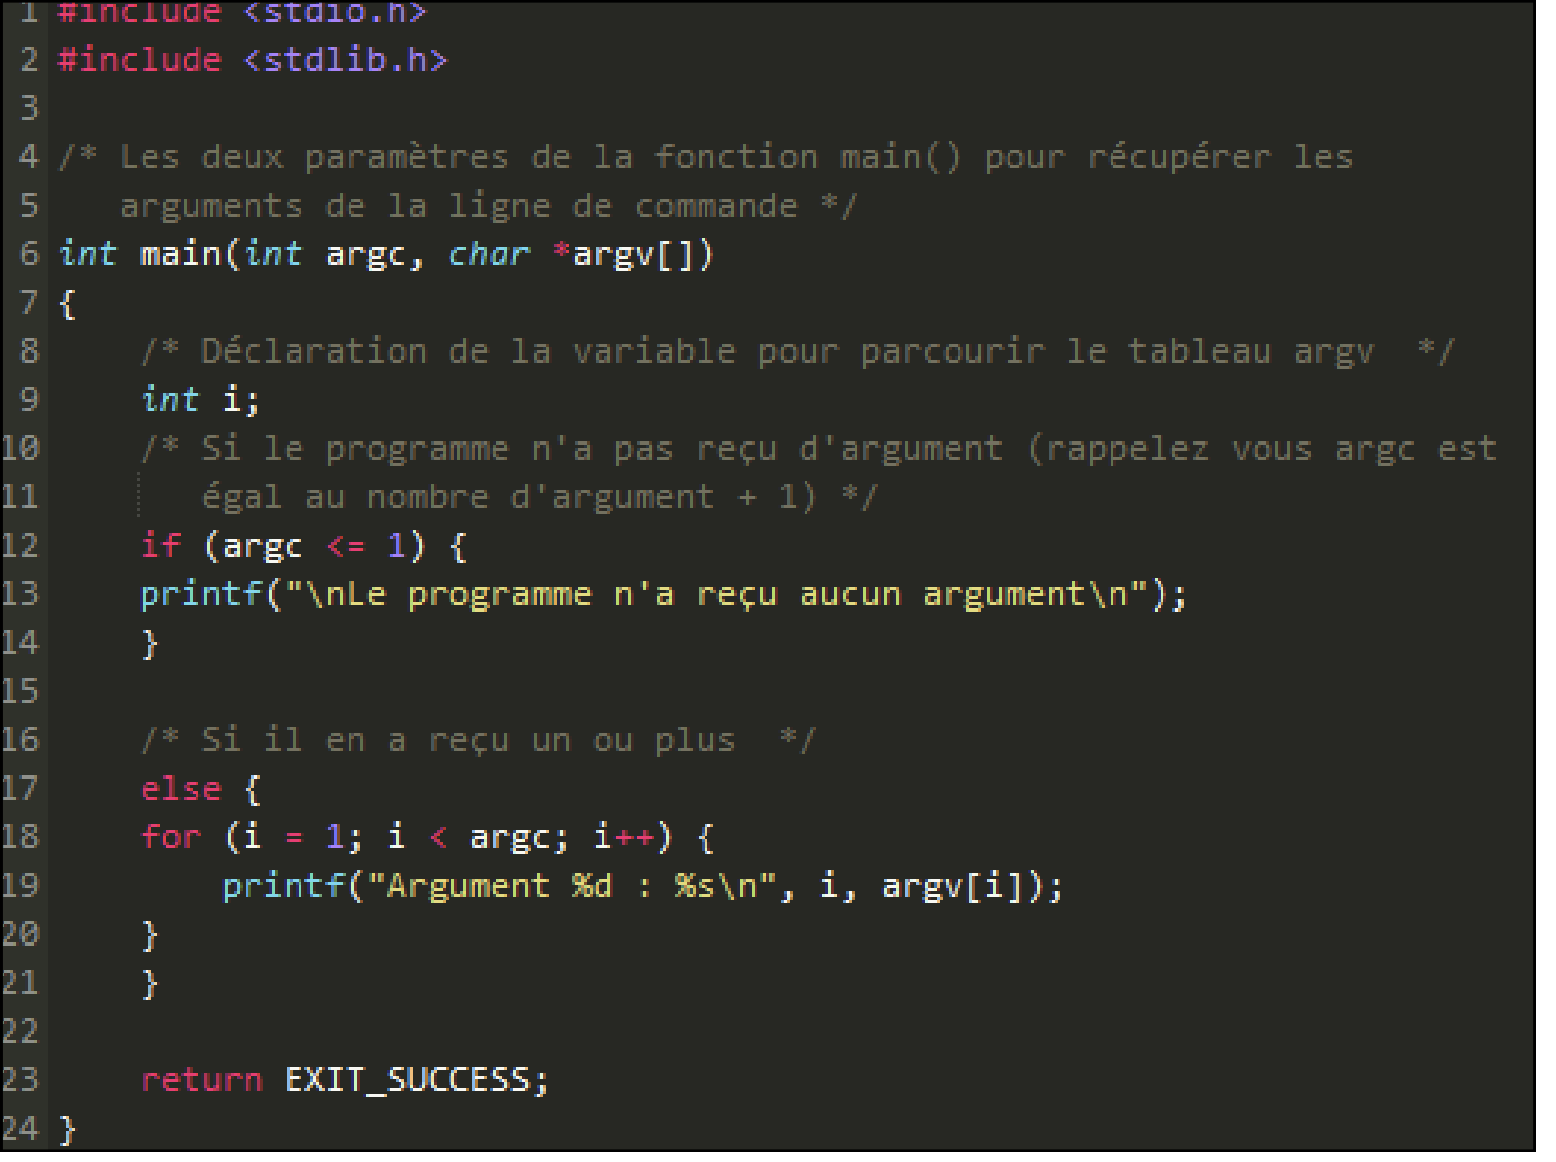 1 #include <stdio.h>
2 #include <stdlib.h>
3
4 /* Les deux paramètres de la fonction main() pour récupérer les
5    arguments de la ligne de commande */
6 int main(int argc, char *argv[])
7 {
8     /* Déclaration de la variable pour parcourir le tableau argv  */
9     int i;
10     /* Si le programme n'a pas reçu d'argument (rappelez vous argc est
11        égal au nombre d'argument + 1) */
12     if (argc <= 1) {
13     printf("\nLe programme n'a reçu aucun argument\n");
14     }
15
16     /* Si il en a reçu un ou plus  */
17     else {
18     for (i = 1; i < argc; i++) {
19         printf("Argument %d : %s\n", i, argv[i]);
20     }
21     }
22
23     return EXIT_SUCCESS;
24 }